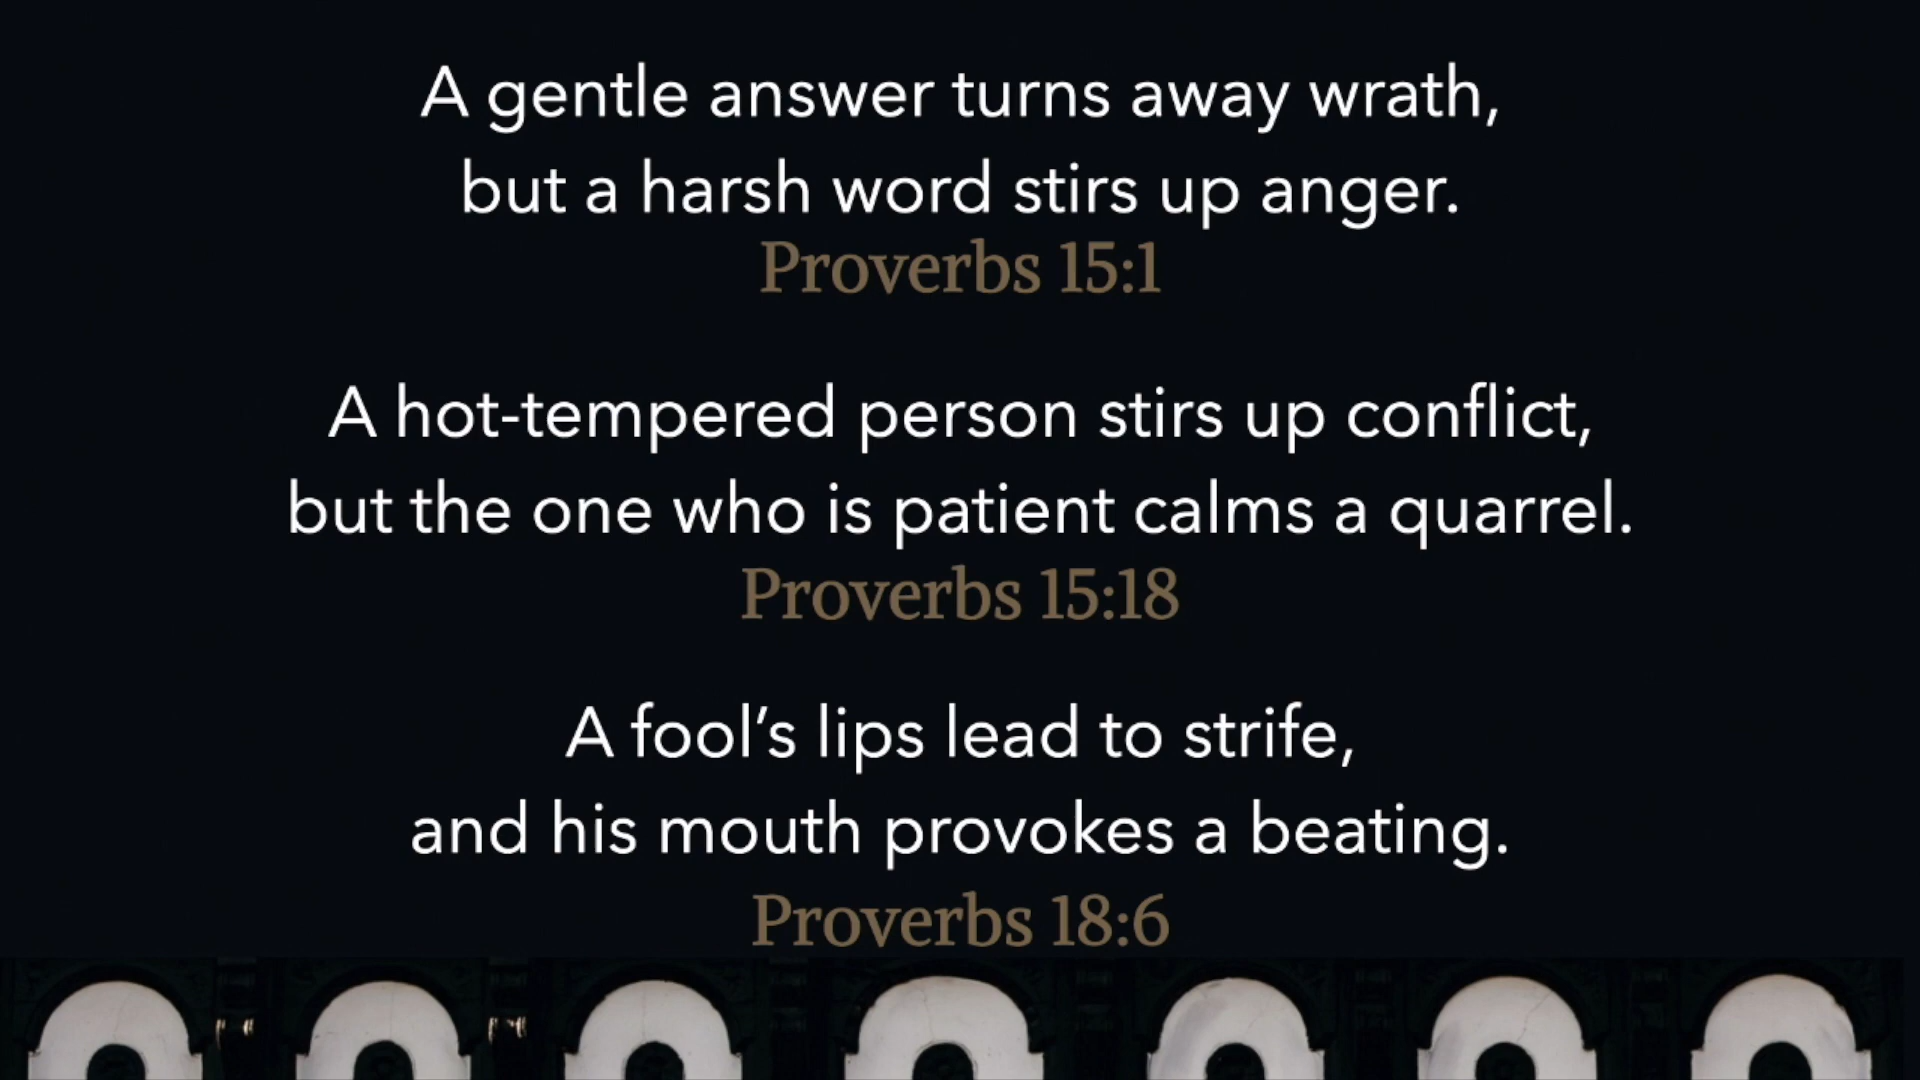 A gentle answer turns away wrath,
but a harsh word stirs up anger.
Proverbs 15:1
A hot-tempered person stirs up conflict,
but the one who is patient calms a quarrel.
Proverbs 15:18
A fool’s lips lead to strife,
and his mouth provokes a beating.
Proverbs 18:6